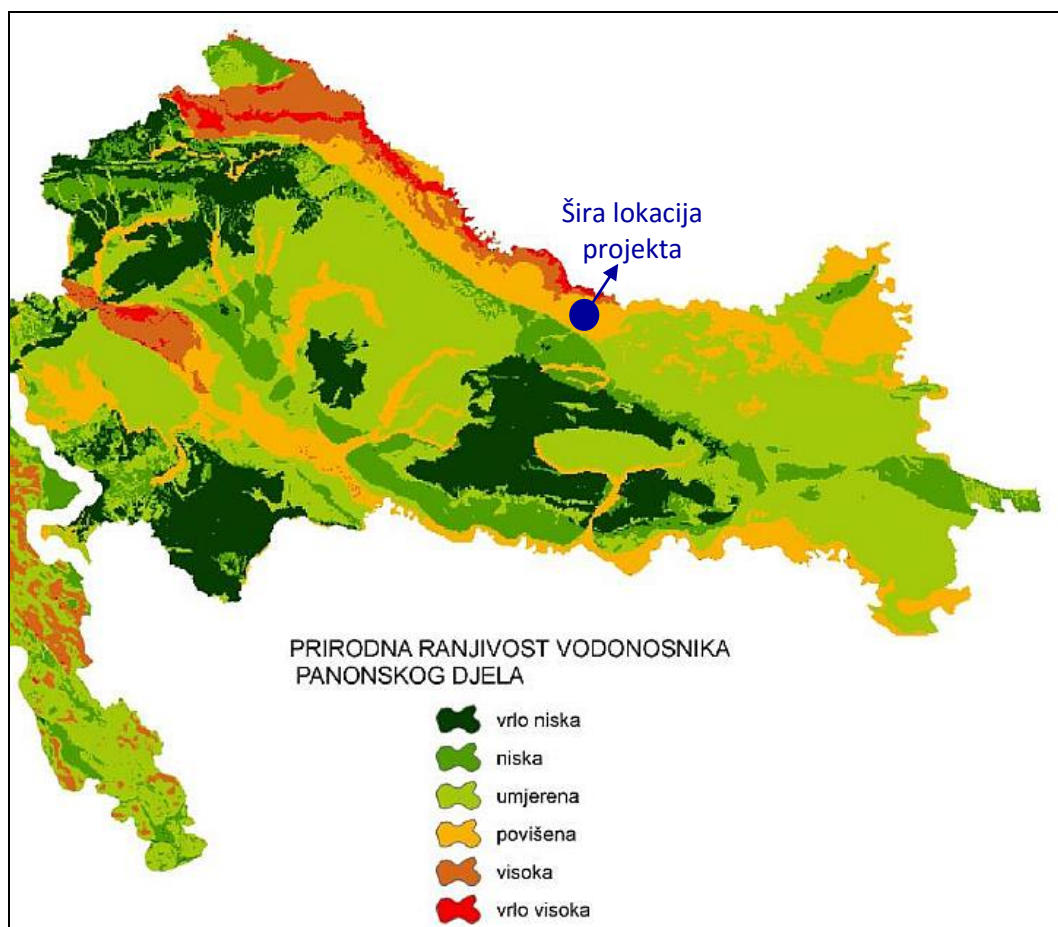 Šira lokacija
projekta
PRIRODNA RANJIVOST VODONOSNIKA
PANONSKOG DJELA
vrlo niska
niska
umjerena
povišena
visoka
vrlo visoka